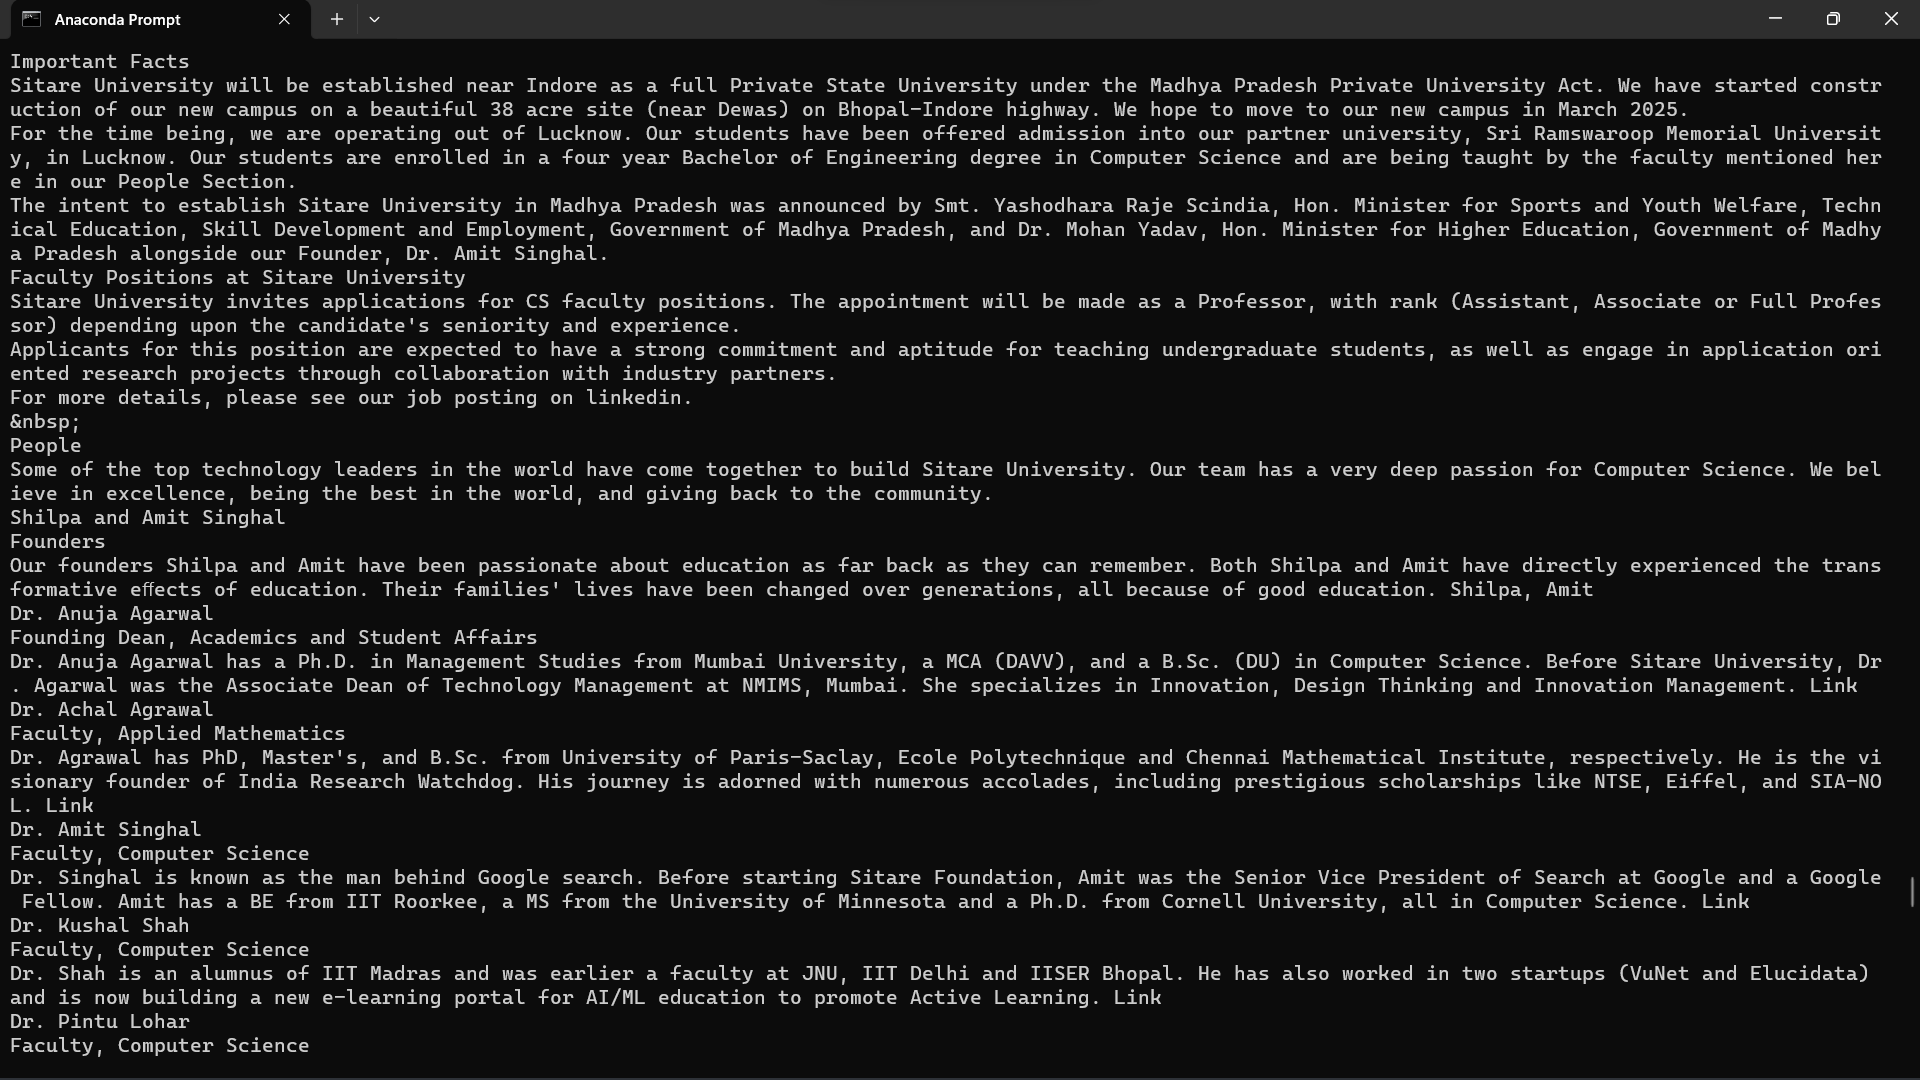 Anaconda Prompt
Important Facts
Sitare University will be established near Indore as a full Private State University under the Madhya Pradesh Private University Act. We have started constr
uction of our new campus on a beautiful 38 acre site (near Dewas) on Bhopal-Indore highway. We hope to move to our new campus in March 2025.
For the time being, we are operating out of Lucknow. Our students have been offered admission into our partner university, Sri Ramswaroop Memorial Universit
y, in Lucknow. Our students are enrolled in a four year Bachelor of Engineering degree in Computer Science and are being taught by the faculty mentioned her
e in our People Section.
The intent to establish Sitare University in Madhya Pradesh was announced by Smt. Yashodhara Raje Scindia, Hon. Minister for Sports and Youth Welfare, Techn
ical Education, Skill Development and Employment, Government of Madhya Pradesh, and Dr. Mohan Yadav, Hon. Minister for Higher Education, Government of Madhy
a Pradesh alongside our Founder, Dr. Amit Singhal.
Faculty Positions at Sitare University
Sitare University invites applications for CS faculty positions. The appointment will be made as a Professor, with rank (Assistant, Associate or Full Profes
sor) depending upon the candidate's seniority and experience.
Applicants for this position are expected to have a strong commitment and aptitude for teaching undergraduate students, as well as engage in application ori
ented research projects through collaboration with industry partners.
For more details, please see our job posting on linkedin.
&nbsp;
People
Some of the top technology leaders in the world have come together to build Sitare University. Our team has a very deep passion for Computer Science. We bel
ieve in excellence, being the best in the world, and giving back to the community.
Shilpa and Amit Singhal
Founders
Our founders Shilpa and Amit have been passionate about education as far back as they can remember. Both Shilpa and Amit have directly experienced the trans
formative effects of education. Their families' lives have been changed over generations, all because of good education. Shilpa, Amit
Dr. Anuja Agarwal
Founding Dean, Academics and Student Affairs
Dr. Anuja Agarwal has a Ph.D. in Management Studies from Mumbai University, a MCA (DAVV), and a B.Sc. (DU) in Computer Science. Before Sitare University, Dr
. Agarwal was the Associate Dean of Technology Management at NMIMS, Mumbai. She specializes in Innovation, Design Thinking and Innovation Management. Link
Dr. Achal Agrawal
Faculty, Applied Mathematics
Dr. Agrawal has PhD, Master's, and B.Sc. from University of Paris-Saclay, Ecole Polytechnique and Chennai Mathematical Institute, respectively. He is the vi
sionary founder of India Research Watchdog. His journey is adorned with numerous accolades, including prestigious scholarships like NTSE, Eiffel, and SIA-NO
L. Link
Dr. Amit Singhal
Faculty, Computer Science
Dr. Singhal is known as the man behind Google search. Before starting Sitare Foundation, Amit was the Senior Vice President of Search at Google and a Google
Fellow. Amit has a BE from IIT Roorkee, a MS from the University of Minnesota and a Ph.D. from Cornell University, all in Computer Science. Link
Dr. Kushal Shah
Faculty, Computer Science
Dr. Shah is an alumnus of IIT Madras and was earlier a faculty at JNU, IIT Delhi and IISER Bhopal. He has also worked in two startups (VuNet and Elucidata)
and is now building a new e-learning portal for AI/ML education to promote Active Learning. Link
Dr. Pintu Lohar
Faculty, Computer Science